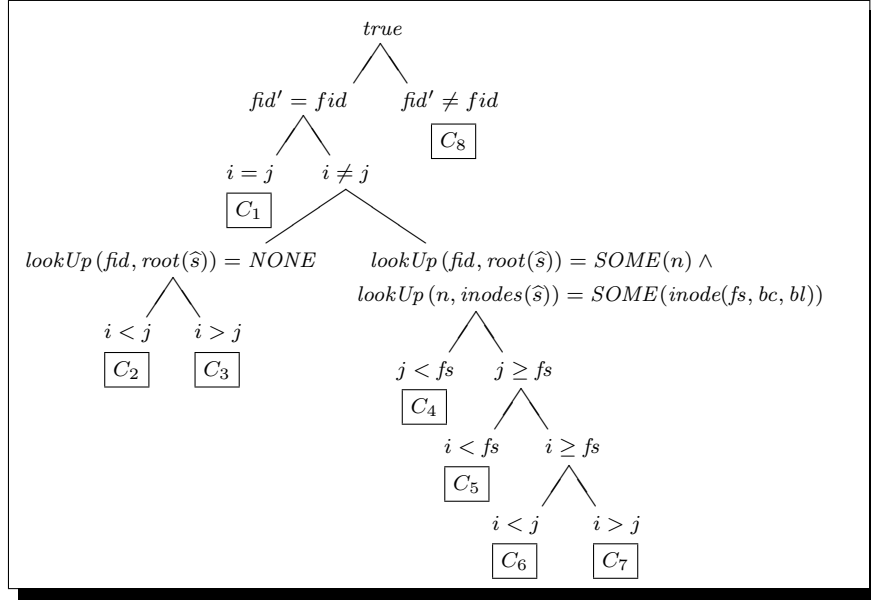 true
fid′ = fid    fid′ ≠ fid
C₈
i = j    i ≠ j
C₁
lookUp (fid, root(ŝ)) = NONE    lookUp (fid, root(ŝ)) = SOME(n) ∧
lookUp (n, inodes(ŝ)) = SOME(inode(fs, bc, bl))
i < j    i > j
C₂    C₃
j < fs    j ≥ fs
C₄
i < fs    i ≥ fs
C₅
i < j    i > j
C₆    C₇